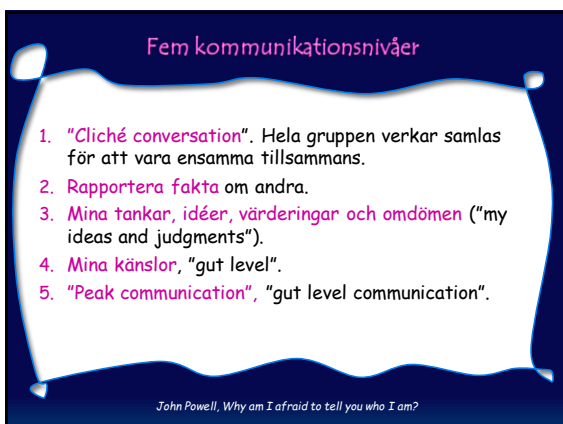 Fem kommunikationsnivåer
1. ”Cliché conversation”. Hela gruppen verkar samlas
för att vara ensamma tillsammans.
2. Rapportera fakta om andra.
3. Mina tankar, idéer, värderingar och omdömen (”my
ideas and judgments”).
4. Mina känslor, ”gut level”.
5. ”Peak communication”, ”gut level communication”.
John Powell, Why am I afraid to tell you who I am?